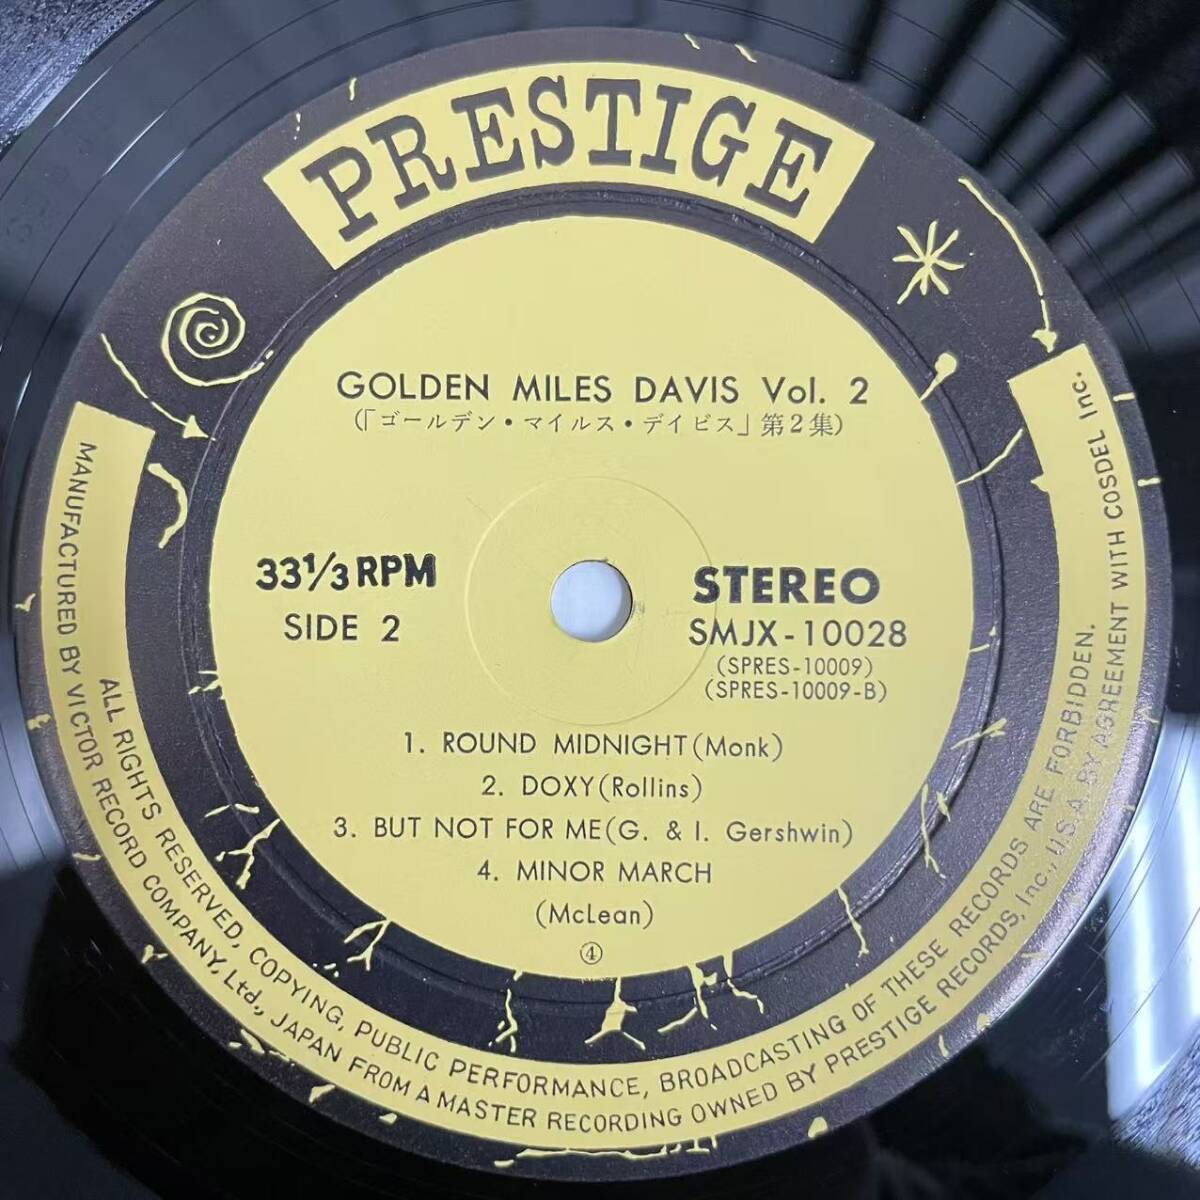 PRESTIGE
GOLDEN MILES DAVIS Vol. 2
(「ゴールデン・マイルス・デイビス」第2集)
33⅓ RPM
SIDE 2
STEREO
SMJX-10028
(SPRES-10009)
(SPRES-10009-B)
1. ROUND MIDNIGHT (Monk)
2. DOXY (Rollins)
3. BUT NOT FOR ME (G. & I. Gershwin)
4. MINOR MARCH
(McLean)
④
ALL RIGHTS RESERVED, COPYING, PUBLIC PERFORMANCE, BROADCASTING OF THESE RECORDS ARE FORBIDDEN.
MANUFACTURED BY VICTOR RECORD COMPANY, Ltd., JAPAN FROM A MASTER RECORDING OWNED BY PRESTIGE RECORDS, Inc., U.S.A. BY AGREEMENT WITH COSDEL Inc.